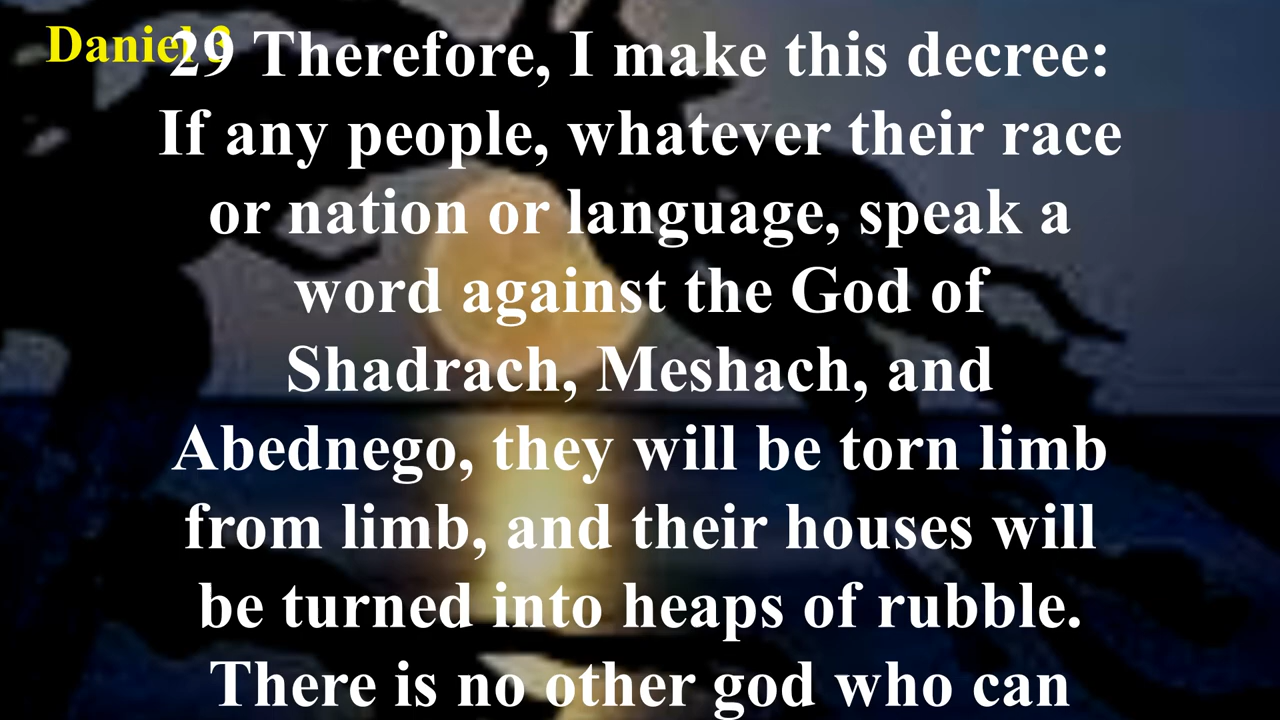 Daniel 3
29 Therefore, I make this decree:
If any people, whatever their race
or nation or language, speak a
word against the God of
Shadrach, Meshach, and
Abednego, they will be torn limb
from limb, and their houses will
be turned into heaps of rubble.
There is no other god who can